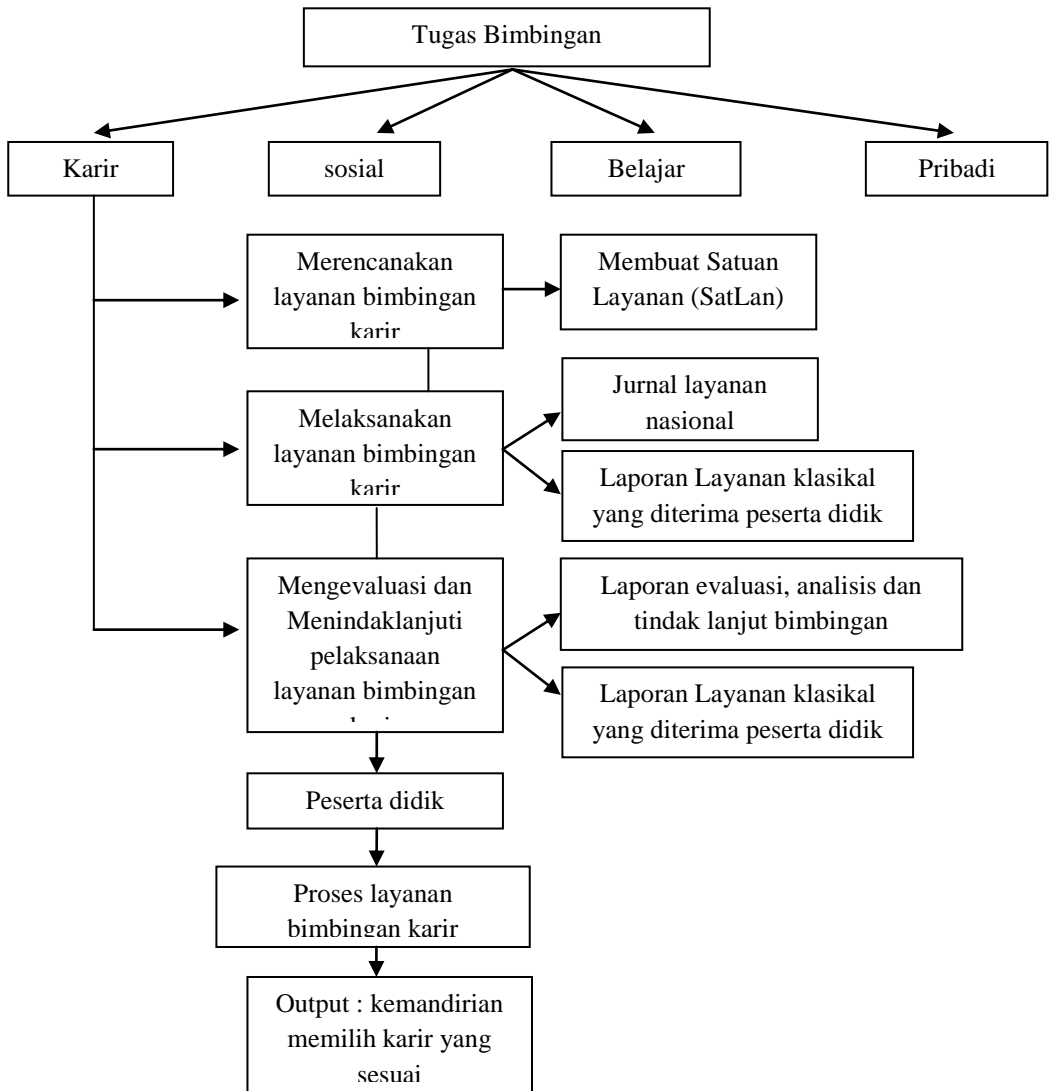 Tugas Bimbingan
Karir
sosial
Belajar
Pribadi
Merencanakan
layanan bimbingan
karir
Membuat Satuan
Layanan (SatLan)
Melaksanakan
layanan bimbingan
karir
Jurnal layanan
nasional
Laporan Layanan klasikal
yang diterima peserta didik
Mengevaluasi dan
Menindaklanjuti
pelaksanaan
layanan bimbingan
Laporan evaluasi, analisis dan
tindak lanjut bimbingan
Laporan Layanan klasikal
yang diterima peserta didik
Peserta didik
Proses layanan
bimbingan karir
Output : kemandirian
memilih karir yang
sesuai